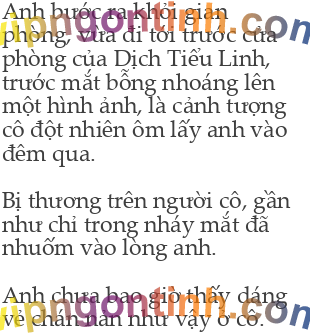 Anh bước ra khỏi gian
phòng, vừa đi tới trước cửa
phòng của Dịch Tiểu Linh,
trước mắt bỗng nhoáng lên
một hình ảnh, là cảnh tượng
cô đột nhiên ôm lấy anh vào
đêm qua.
Bị thương trên người cô, gần
như chỉ trong nháy mắt đã
nhuốm vào lòng anh.
Anh chưa bao giờ thấy dáng
vẻ chán nản như vậy ở cô,
vipngontinh.com
vipngontinh.com